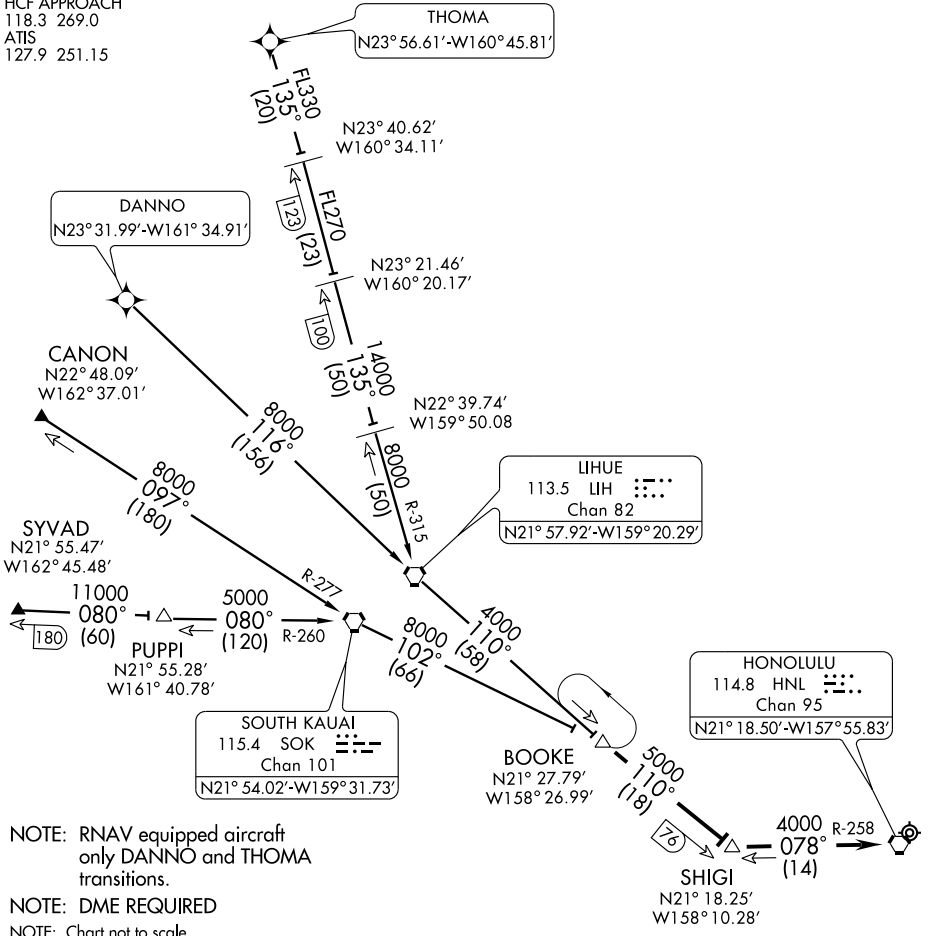 HCF APPROACH
118.3 269.0
ATIS
127.9 251.15
THOMA
N23° 56.61′-W160° 45.81′
FL330
135°
(20)
N23° 40.62′
W160° 34.11′
DANNO
N23° 31.99′-W161° 34.91′
123
FL270
(23)
N23° 21.46′
W160° 20.17′
100
14000
135°
(50)
CANON
N22° 48.09′
W162° 37.01′
N22° 39.74′
W159° 50.08
8000
116°
(156)
8000
(50)
R-315
LIHUE
113.5 LIH
Chan 82
N21° 57.92′-W159° 20.29′
8000
097°
(180)
R-277
SYVAD
N21° 55.47′
W162° 45.48′
11000
080°
(60)
180
5000
080°
(120)
R-260
PUPPI
N21° 55.28′
W161° 40.78′
8000
102°
(66)
4000
110°
(58)
HONOLULU
114.8 HNL
Chan 95
N21° 18.50′-W157° 55.83′
SOUTH KAUAI
115.4 SOK
Chan 101
N21° 54.02′-W159° 31.73′
BOOKE
N21° 27.79′
W158° 26.99′
5000
110°
(18)
76
4000
078°
(14)
R-258
SHIGI
N21° 18.25′
W158° 10.28′
NOTE: RNAV equipped aircraft
only DANNO and THOMA
transitions.
NOTE: DME REQUIRED
NOTE: Chart not to scale